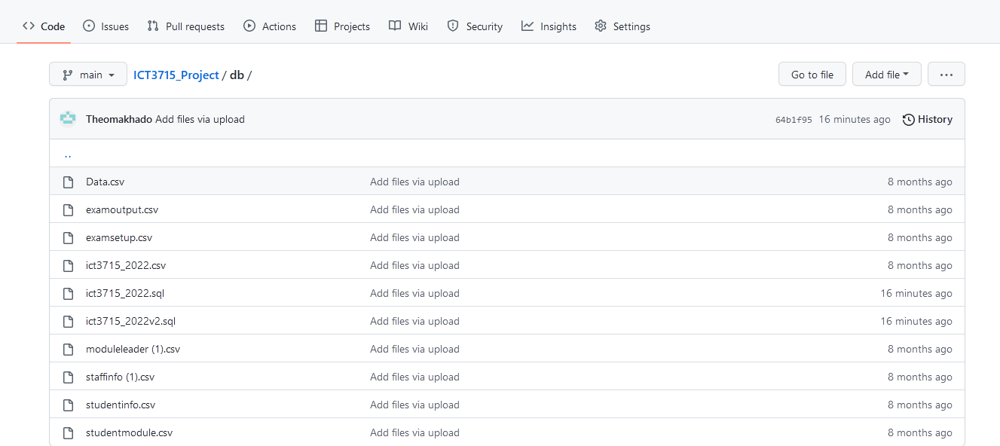 Code Issues Pull requests Actions Projects Wiki Security Insights Settings
main ICT3715_Project / db / Go to file Add file ...
Theomakhado Add files via upload 64b1f95 16 minutes ago History
..
Data.csv Add files via upload 8 months ago
examoutput.csv Add files via upload 8 months ago
examsetup.csv Add files via upload 8 months ago
ict3715_2022.csv Add files via upload 8 months ago
ict3715_2022.sql Add files via upload 16 minutes ago
ict3715_2022v2.sql Add files via upload 16 minutes ago
moduleleader (1).csv Add files via upload 8 months ago
staffinfo (1).csv Add files via upload 8 months ago
studentinfo.csv Add files via upload 8 months ago
studentmodule.csv Add files via upload 8 months ago